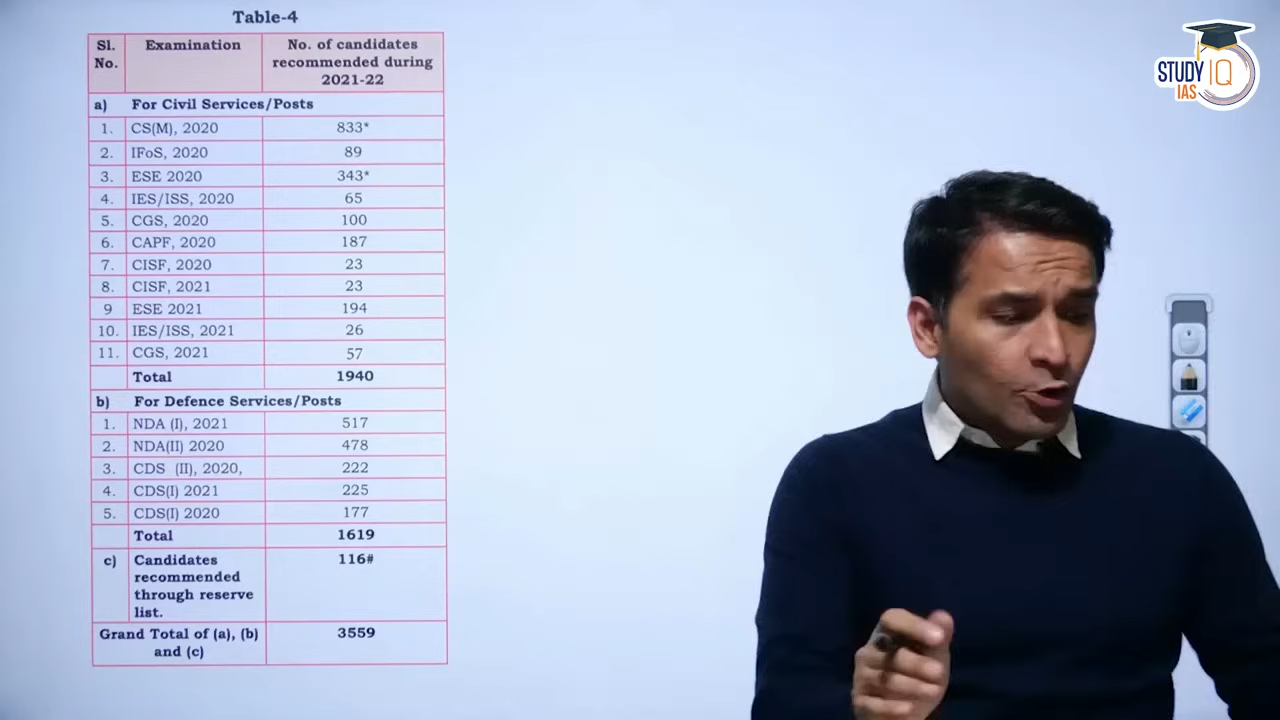 Table-4
Sl. No. Examination No. of candidates recommended during 2021-22
a) For Civil Services/Posts
1. CS(M), 2020 833*
2. IFoS, 2020 89
3. ESE 2020 343*
4. IES/ISS, 2020 65
5. CGS, 2020 100
6. CAPF, 2020 187
7. CISF, 2020 23
8. CISF, 2021 23
9 ESE 2021 194
10. IES/ISS, 2021 26
11. CGS, 2021 57
Total 1940
b) For Defence Services/Posts
1. NDA (I), 2021 517
2. NDA(II) 2020 478
3. CDS (II), 2020, 222
4. CDS(I) 2021 225
5. CDS(I) 2020 177
Total 1619
c) Candidates recommended through reserve list. 116#
Grand Total of (a), (b) and (c) 3559
STUDY IQ
IAS